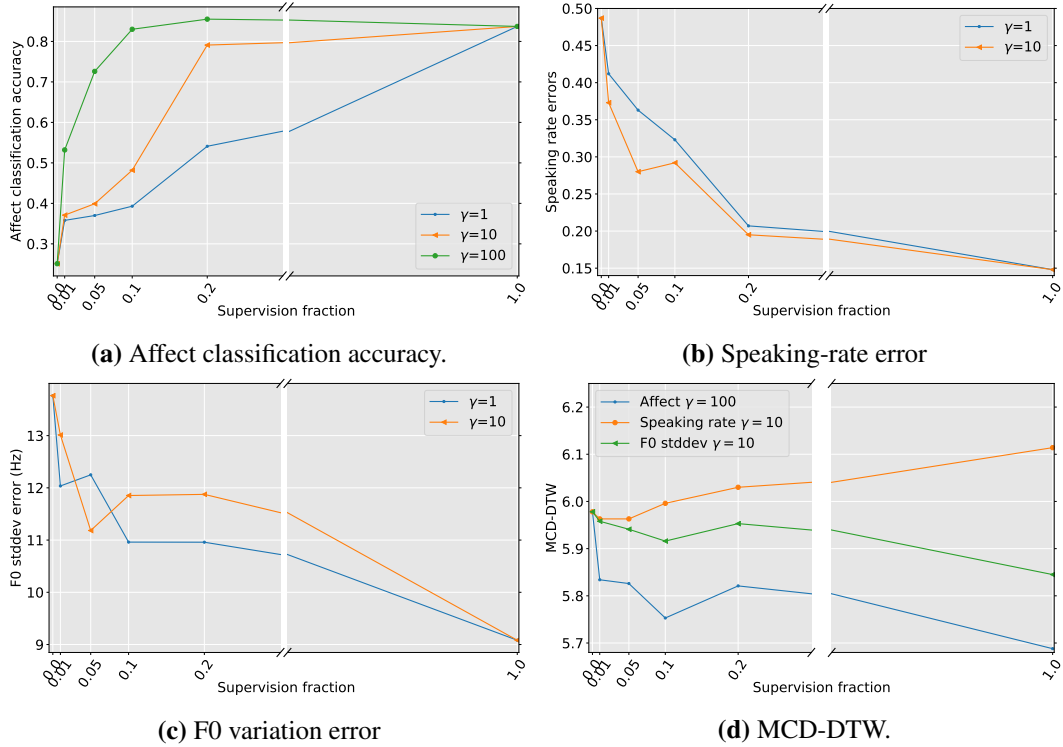 Affect classification accuracy
0.8
0.7
0.6
0.5
0.4
0.3
γ=1
γ=10
γ=100
0.0
0.01
0.05
0.1
0.2
1.0
Supervision fraction
(a) Affect classification accuracy.
Speaking rate errors
0.50
0.45
0.40
0.35
0.30
0.25
0.20
0.15
γ=1
γ=10
0.0
0.01
0.05
0.1
0.2
1.0
Supervision fraction
(b) Speaking-rate error
F0 stddev error (Hz)
13
12
11
10
9
γ=1
γ=10
0.0
0.01
0.05
0.1
0.2
1.0
Supervision fraction
(c) F0 variation error
MCD-DTW
6.2
6.1
6.0
5.9
5.8
5.7
Affect γ = 100
Speaking rate γ = 10
F0 stddev γ = 10
0.0
0.01
0.05
0.1
0.2
1.0
Supervision fraction
(d) MCD-DTW.